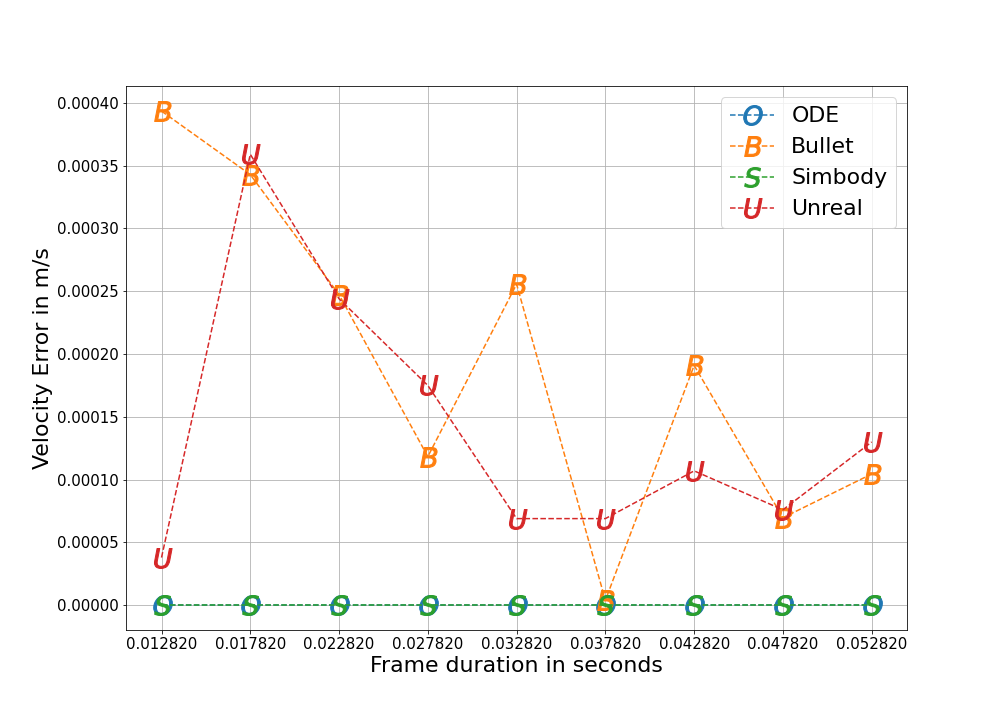 0.00040
0.00035
0.00030
0.00025
0.00020
0.00015
0.00010
0.00005
0.00000
Velocity Error in m/s
ODE
Bullet
Simbody
Unreal
0.012820 0.017820 0.022820 0.027820 0.032820 0.037820 0.042820 0.047820 0.052820
Frame duration in seconds